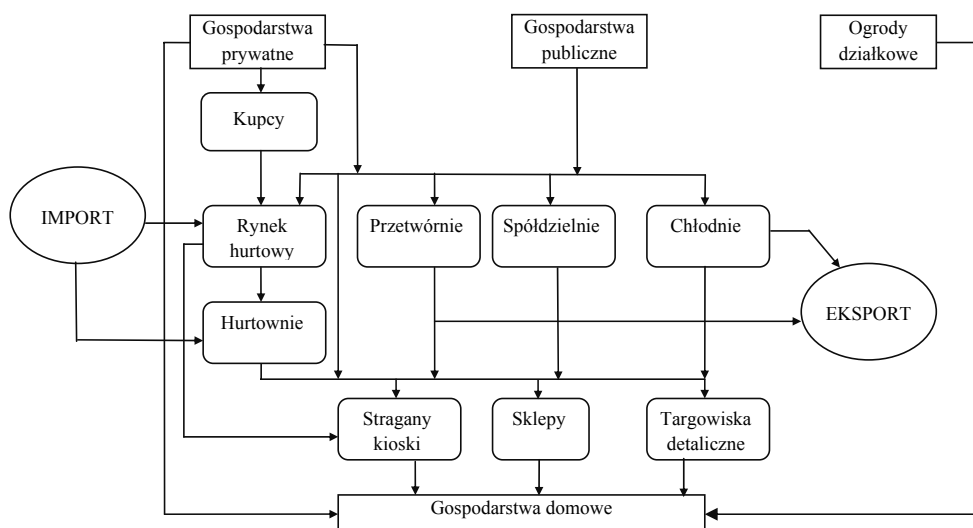 Gospodarstwa
prywatne
Gospodarstwa
publiczne
Ogrody
działkowe
Kupcy
IMPORT
Rynek
hurtowy
Przetwórnie
Spółdzielnie
Chłodnie
Hurtownie
EKSPORT
Stragany
kioski
Sklepy
Targowiska
detaliczne
Gospodarstwa domowe